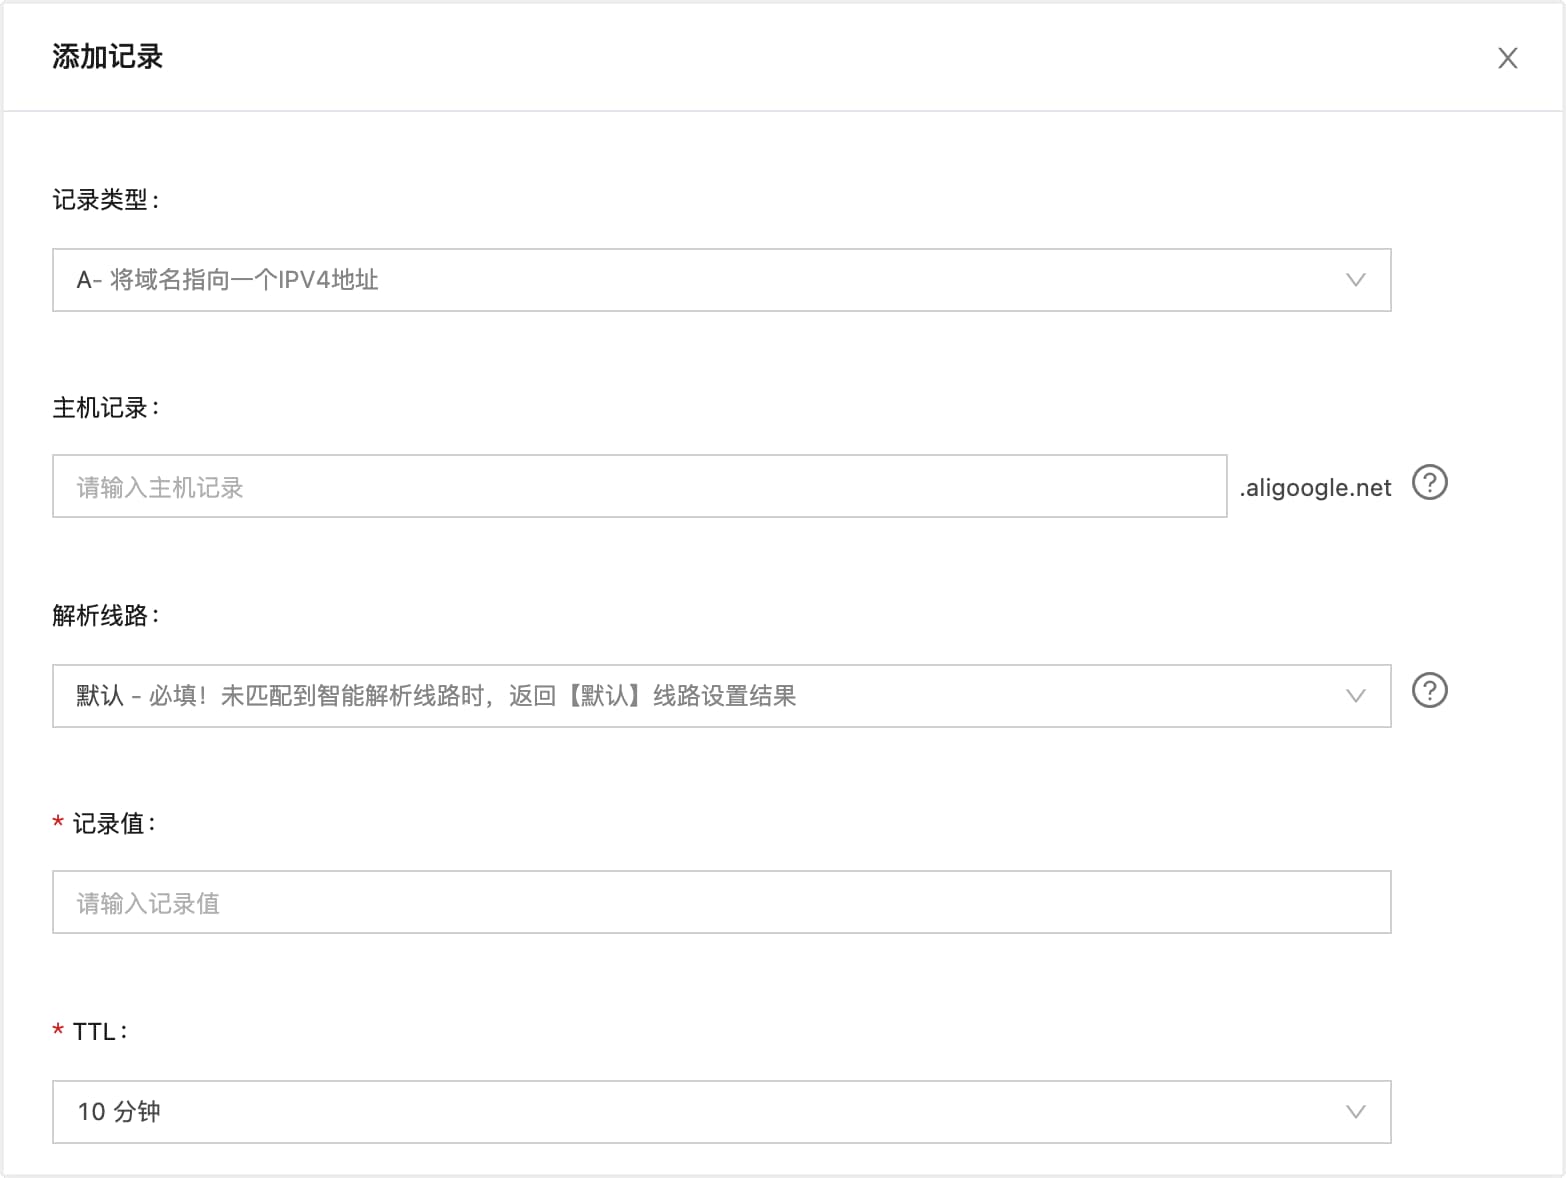 添加记录
记录类型:
A- 将域名指向一个IPV4地址
主机记录:
请输入主机记录
.aligoogle.net
解析线路:
默认 - 必填！未匹配到智能解析线路时，返回【默认】线路设置结果
* 记录值:
请输入记录值
* TTL:
10 分钟